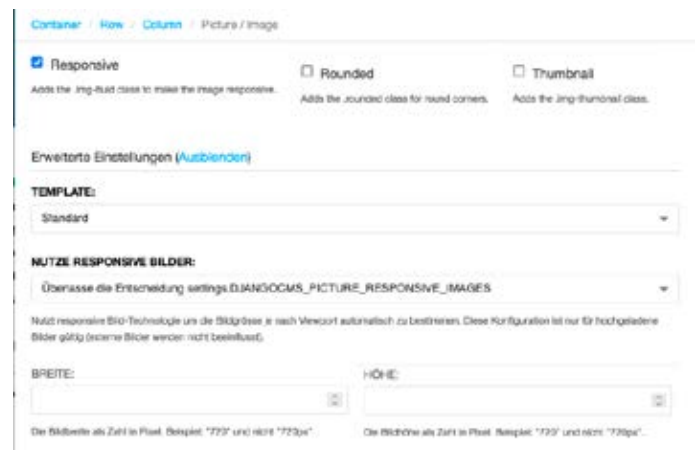 Container / Row / Column / Picture / Image
Responsive
Rounded
Thumbnail
Adds the .img-fluid class to make the image responsive.
Adds the .rounded class for round corners.
Adds the .img-thumbnail class.
Erweiterte Einstellungen (Ausblenden)
TEMPLATE:
Standard
NUTZE RESPONSIVE BILDER:
Überlasse die Entscheidung settings.DJANGOCMS_PICTURE_RESPONSIVE_IMAGES
Nutzt responsive Bild-Technologie um die Bildgrösse je nach Viewport automatisch zu bestimmen. Diese Konfiguration ist nur für hochgeladene
Bilder gültig (externe Bilder werden nicht beeinflusst).
BREITE:
HÖHE:
Die Bildbreite als Zahl in Pixel. Beispiel: "720" und nicht "720px".
Die Bildhöhe als Zahl in Pixel. Beispiel: "720" und nicht "720px".